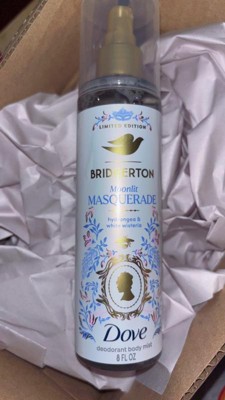 LIMITED EDITION
BRIDGERTON
Moonlit
MASQUERADE
hydrangea &
white wisteria
Dove
deodorant body mist
8 FL OZ